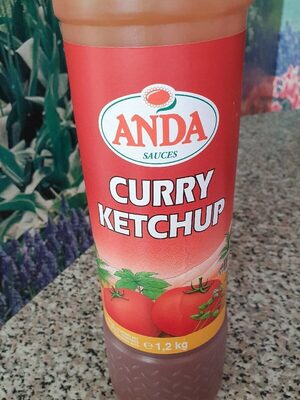 ANDA
SAUCES
CURRY
KETCHUP
℮ 1,2 kg